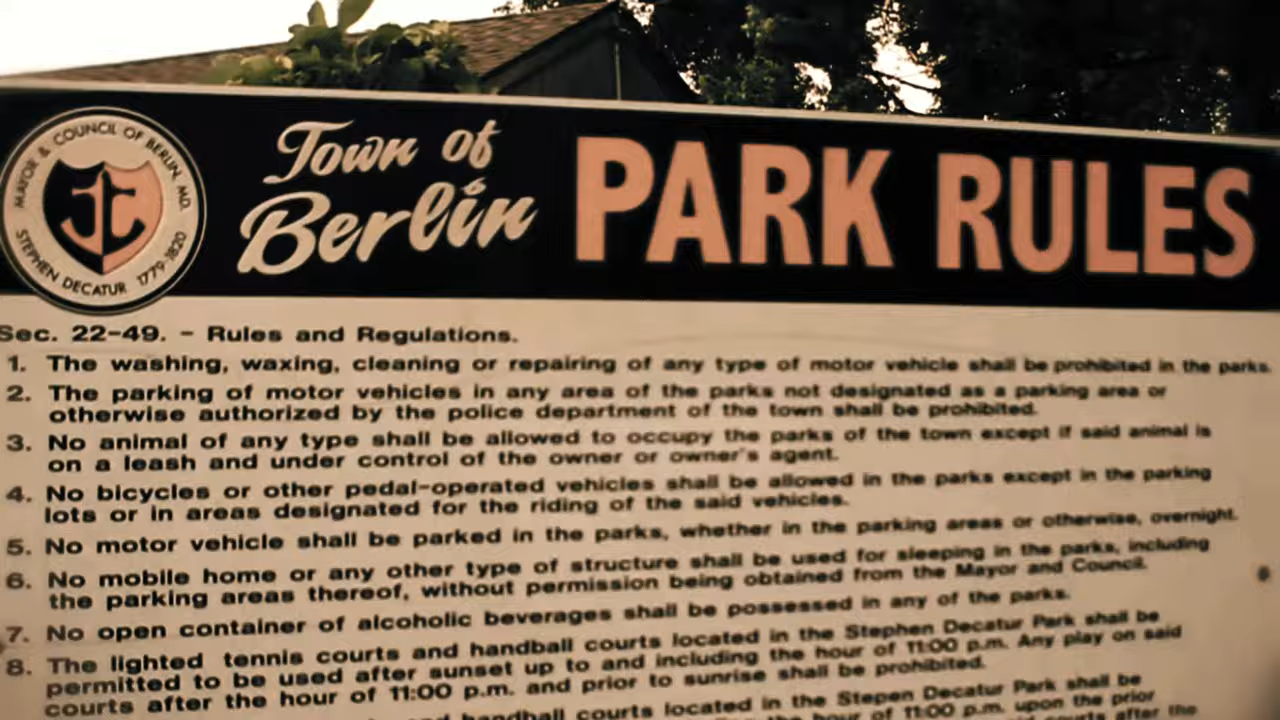 MAYOR & COUNCIL OF BERLIN, MD.
JC
STEPHEN DECATUR 1779-1820
Town of
Berlin
PARK RULES
Sec. 22-49. - Rules and Regulations.
1. The washing, waxing, cleaning or repairing of any type of motor vehicle shall be prohibited in the parks.
2. The parking of motor vehicles in any area of the parks not designated as a parking area or
otherwise authorized by the police department of the town shall be prohibited.
3. No animal of any type shall be allowed to occupy the parks of the town except if said animal is
on a leash and under control of the owner or owner's agent.
4. No bicycles or other pedal-operated vehicles shall be allowed in the parks except in the parking
lots or in areas designated for the riding of the said vehicles.
5. No motor vehicle shall be parked in the parks, whether in the parking areas or otherwise, overnight.
6. No mobile home or any other type of structure shall be used for sleeping in the parks, including
the parking areas thereof, without permission being obtained from the Mayor and Council.
7. No open container of alcoholic beverages shall be possessed in any of the parks.
8. The lighted tennis courts and handball courts located in the Stephen Decatur Park shall be
permitted to be used after sunset up to and including the hour of 11:00 p.m. Any play on said
courts after the hour of 11:00 p.m. and prior to sunrise shall be prohibited.
handball courts located in the Stepen Decatur Park shall be
hour of 11:00 p.m. upon the prior
courts after the